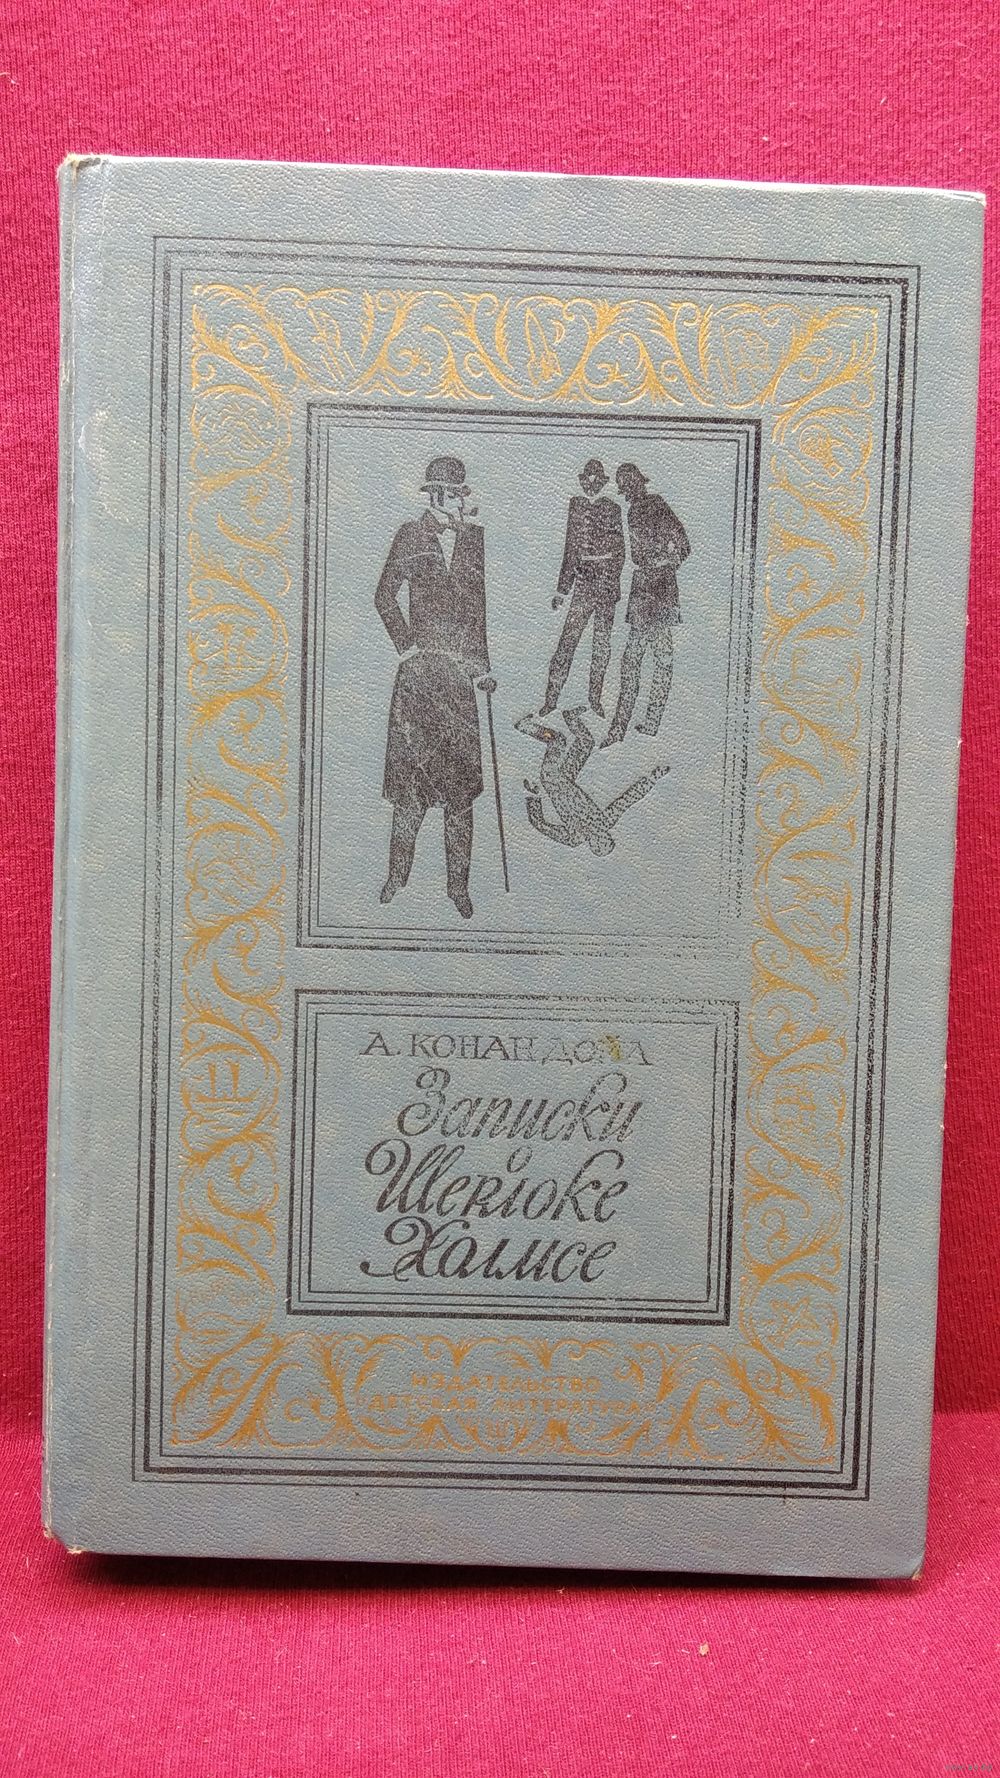 А. КОНАН ДОЙЛ
Записки
о
Шерлоке
Холмсе
ИЗДАТЕЛЬСТВО
"ДЕТСКАЯ ЛИТЕРАТУРА"